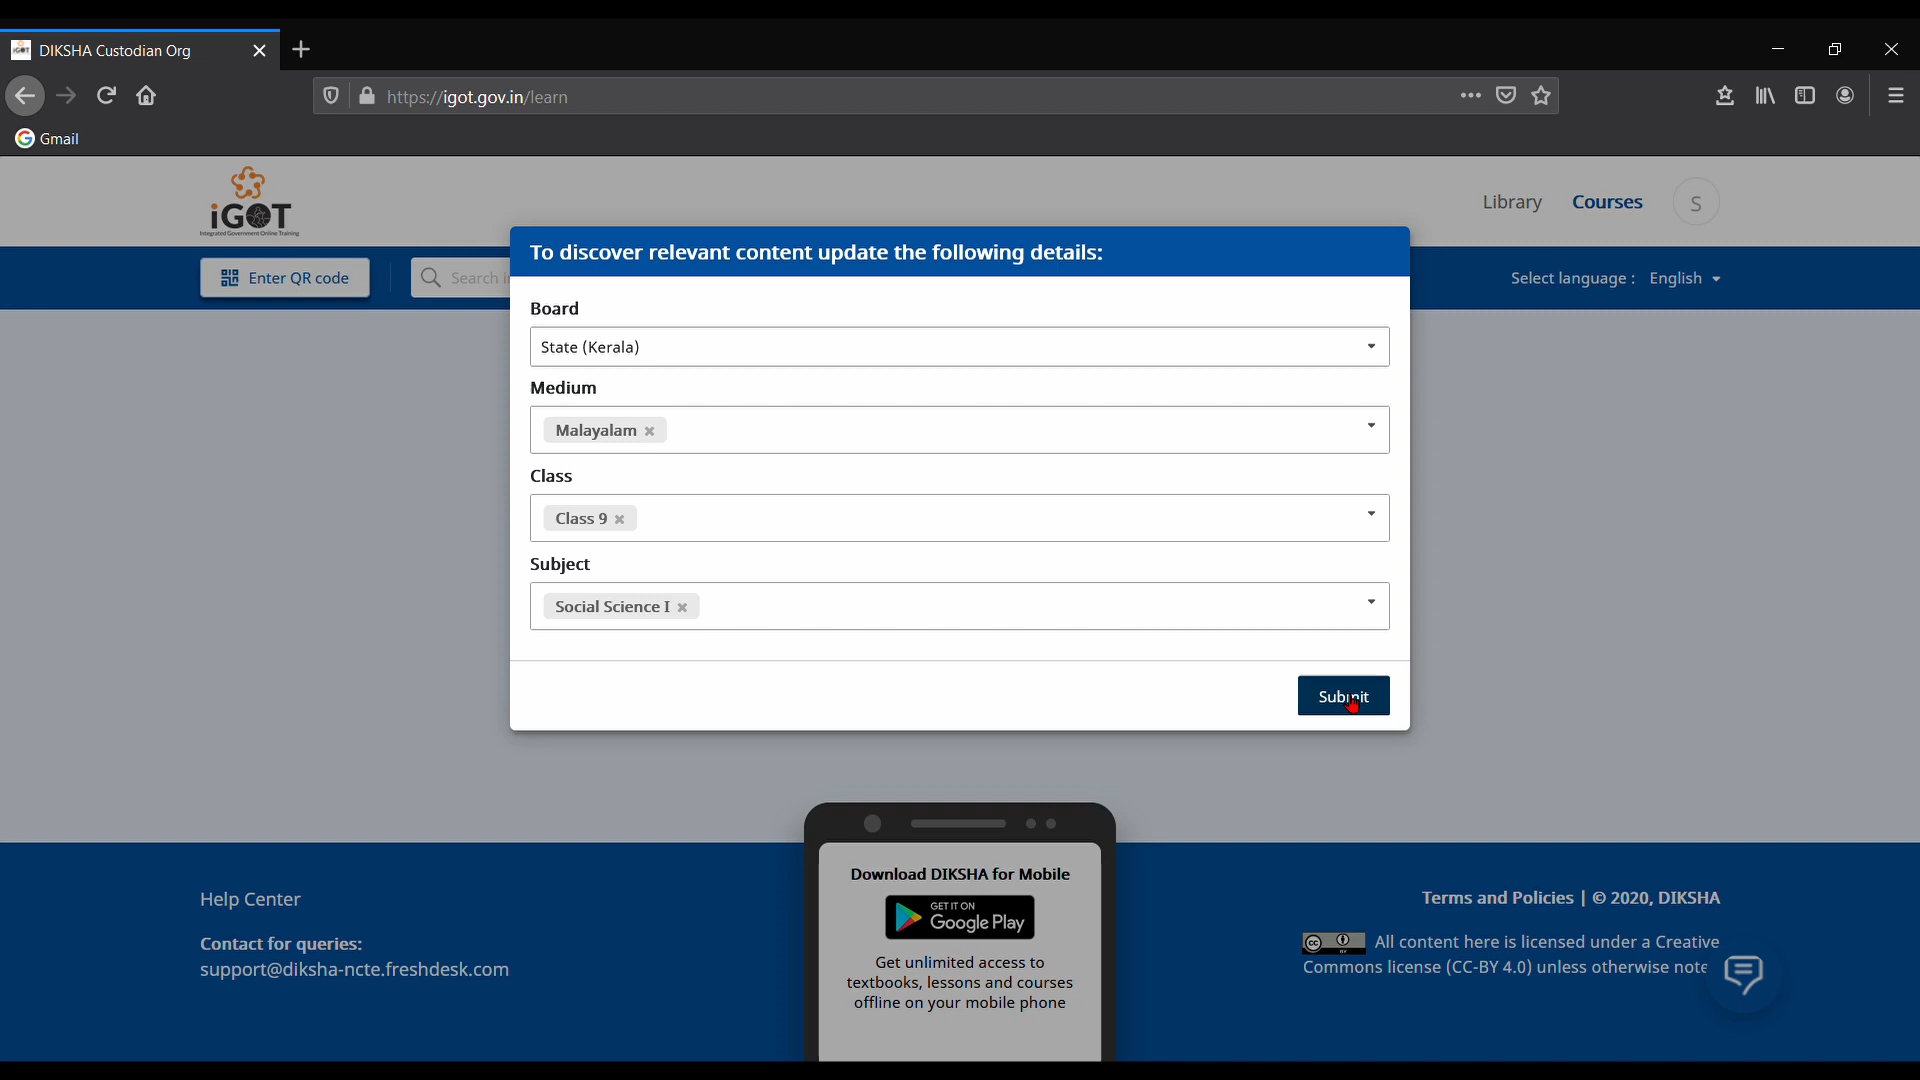 DIKSHA Custodian Org
https://igot.gov.in/learn
Gmail
iGOT
Integrated Government Online Training
Library
Courses
S
Enter QR code
Search
Select language :
English
To discover relevant content update the following details:
Board
State (Kerala)
Medium
Malayalam
Class
Class 9
Subject
Social Science I
Submit
Help Center
Contact for queries:
support@diksha-ncte.freshdesk.com
Download DIKSHA for Mobile
GET IT ON
Google Play
Get unlimited access to
textbooks, lessons and courses
offline on your mobile phone
Terms and Policies | © 2020, DIKSHA
All content here is licensed under a Creative
Commons license (CC-BY 4.0) unless otherwise note